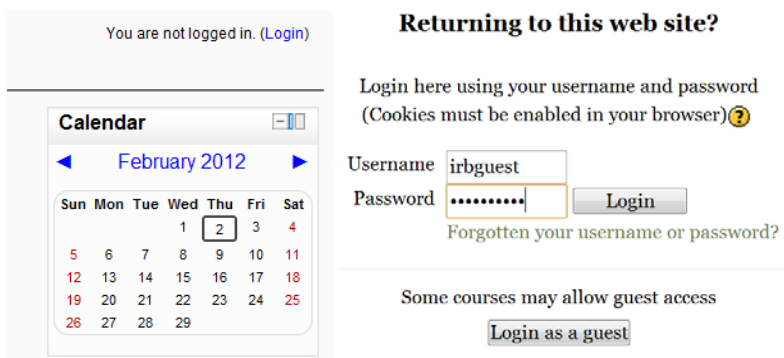 You are not logged in. (Login)
Calendar
◀ February 2012 ▶
Sun Mon Tue Wed Thu Fri Sat
1 2 3 4
5 6 7 8 9 10 11
12 13 14 15 16 17 18
19 20 21 22 23 24 25
26 27 28 29
Returning to this web site?
Login here using your username and password
(Cookies must be enabled in your browser)?
Username irbguest
Password •••••••••• Login
Forgotten your username or password?
Some courses may allow guest access
Login as a guest